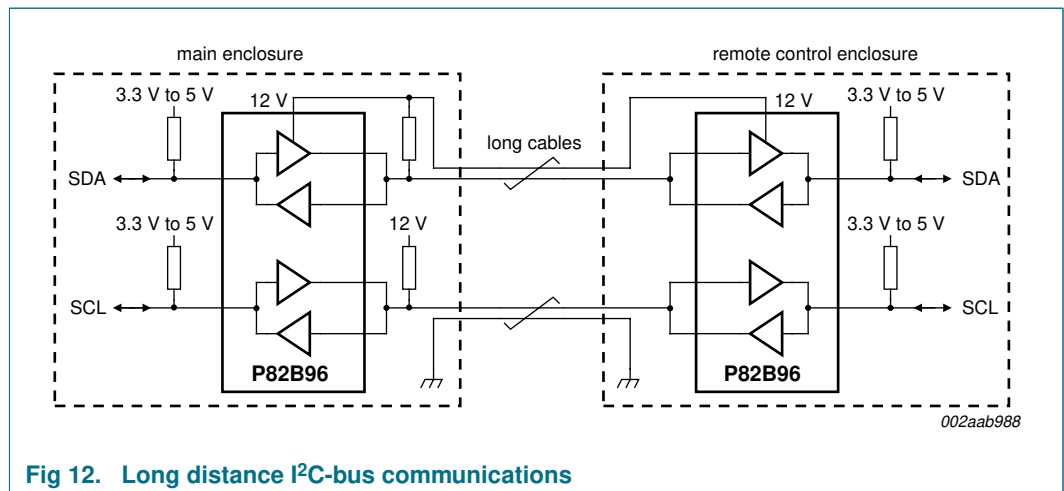 main enclosure
remote control enclosure
3.3 V to 5 V
12 V
12 V
3.3 V to 5 V
long cables
SDA
SDA
3.3 V to 5 V
12 V
3.3 V to 5 V
SCL
SCL
P82B96
P82B96
002aab988
Fig 12. Long distance I²C-bus communications